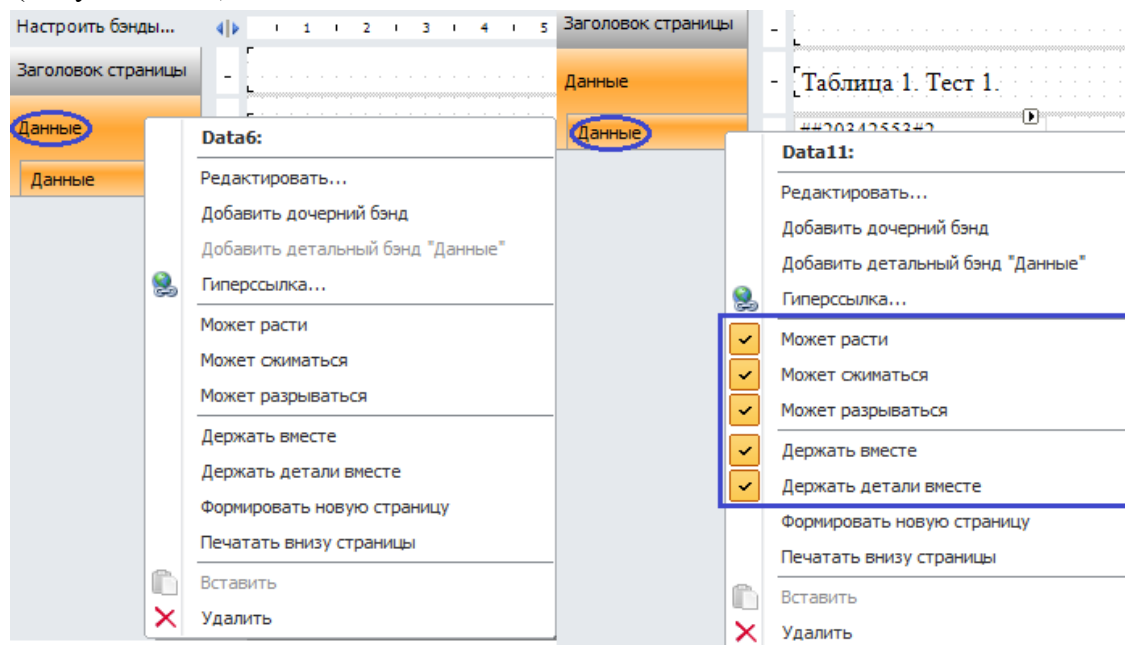 Настроить бэнды...
1 2 3 4 5
Заголовок страницы
Данные
Данные
Data6:
Редактировать...
Добавить дочерний бэнд
Добавить детальный бэнд "Данные"
Гиперссылка...
Может расти
Может сжиматься
Может разрываться
Держать вместе
Держать детали вместе
Формировать новую страницу
Печатать внизу страницы
Вставить
Удалить
Заголовок страницы
Данные
Таблица 1. Тест 1.
Данные
##20342553#2
Data11:
Редактировать...
Добавить дочерний бэнд
Добавить детальный бэнд "Данные"
Гиперссылка...
Может расти
Может сжиматься
Может разрываться
Держать вместе
Держать детали вместе
Формировать новую страницу
Печатать внизу страницы
Вставить
Удалить